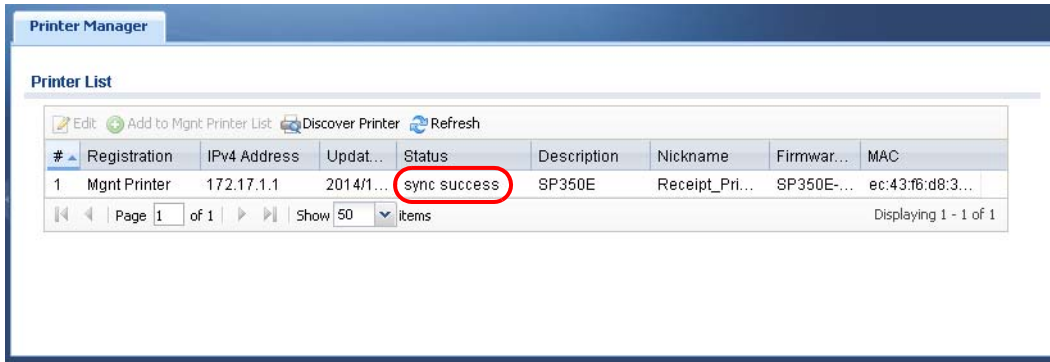 Printer Manager
Printer List
Edit Add to Mgnt Printer List Discover Printer Refresh
# Registration IPv4 Address Updat... Status Description Nickname Firmwar... MAC
1 Mgnt Printer 172.17.1.1 2014/1... sync success SP350E Receipt_Pri... SP350E-... ec:43:f6:d8:3...
Page 1 of 1 Show 50 items Displaying 1 - 1 of 1